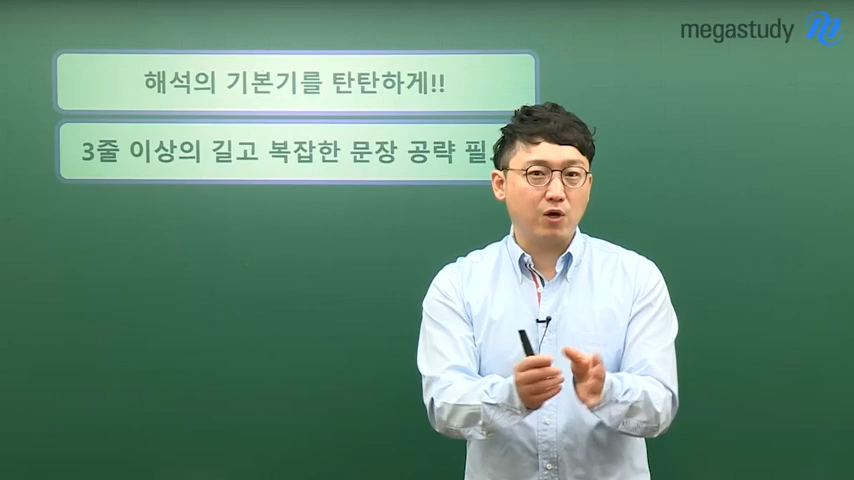 megastudy
해석의 기본기를 탄탄하게!!
3줄 이상의 길고 복잡한 문장 공략